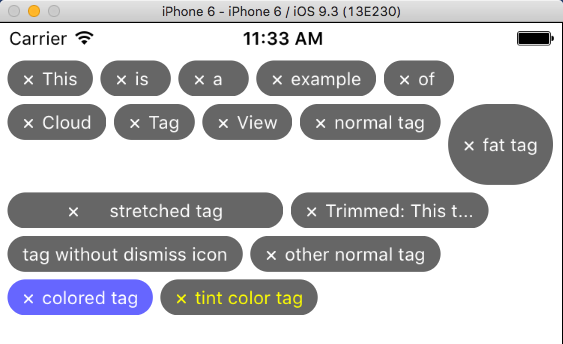 iPhone 6 - iPhone 6 / iOS 9.3 (13E230)
Carrier 11:33 AM
× This × is × a × example × of
× Cloud × Tag × View × normal tag × fat tag
× stretched tag × Trimmed: This t...
tag without dismiss icon × other normal tag
× colored tag × tint color tag